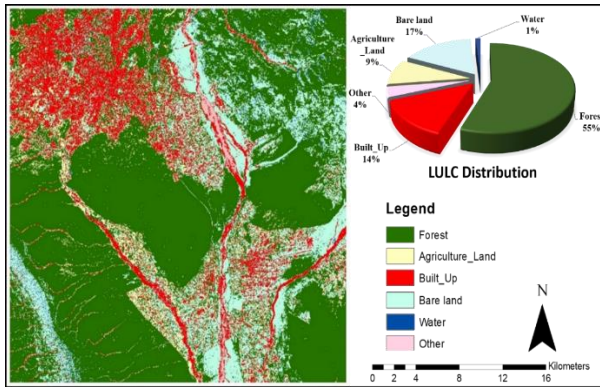 Bare land
17%
Water
1%
Agriculture
_Land
9%
Other
4%
Built_Up
14%
Fores
55%
LULC Distribution
Legend
Forest
Agriculture_Land
Built_Up
Bare land
Water
Other
N
Kilometers
0 2 4 8 12 16